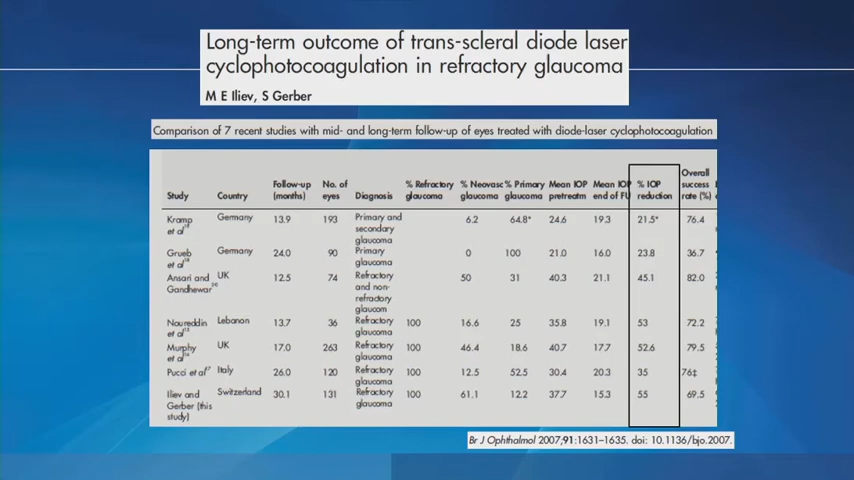 Long-term outcome of trans-scleral diode laser
cyclophotocoagulation in refractory glaucoma
M E Iliev, S Gerber
Comparison of 7 recent studies with mid- and long-term follow-up of eyes treated with diode-laser cyclophotocoagulation
Study Country Follow-up (months) No. of eyes Diagnosis % Refractory glaucoma % Neovasc glaucoma % Primary glaucoma Mean IOP pretreatm Mean IOP end of FU % IOP reduction Overall success rate (%)
Kramp et al Germany 13.9 193 Primary and secondary glaucoma 6.2 64.8* 24.6 19.3 21.5* 76.4
Grueb et al Germany 24.0 90 Primary glaucoma 0 100 21.0 16.0 23.8 36.7
Ansari and Gandhewar UK 12.5 74 Refractory and non-refractory glaucom 50 31 40.3 21.1 45.1 82.0
Noureddin et al Lebanon 13.7 36 Refractory glaucoma 100 16.6 25 35.8 19.1 53 72.2
Murphy et al UK 17.0 263 Refractory glaucoma 100 46.4 18.6 40.7 17.7 52.6 79.5
Pucci et al Italy 26.0 120 Refractory glaucoma 100 12.5 52.5 30.4 20.3 35 76‡
Iliev and Gerber (this study) Switzerland 30.1 131 Refractory glaucoma 100 61.1 12.2 37.7 15.3 55 69.5
Br J Ophthalmol 2007;91:1631–1635. doi: 10.1136/bjo.2007.